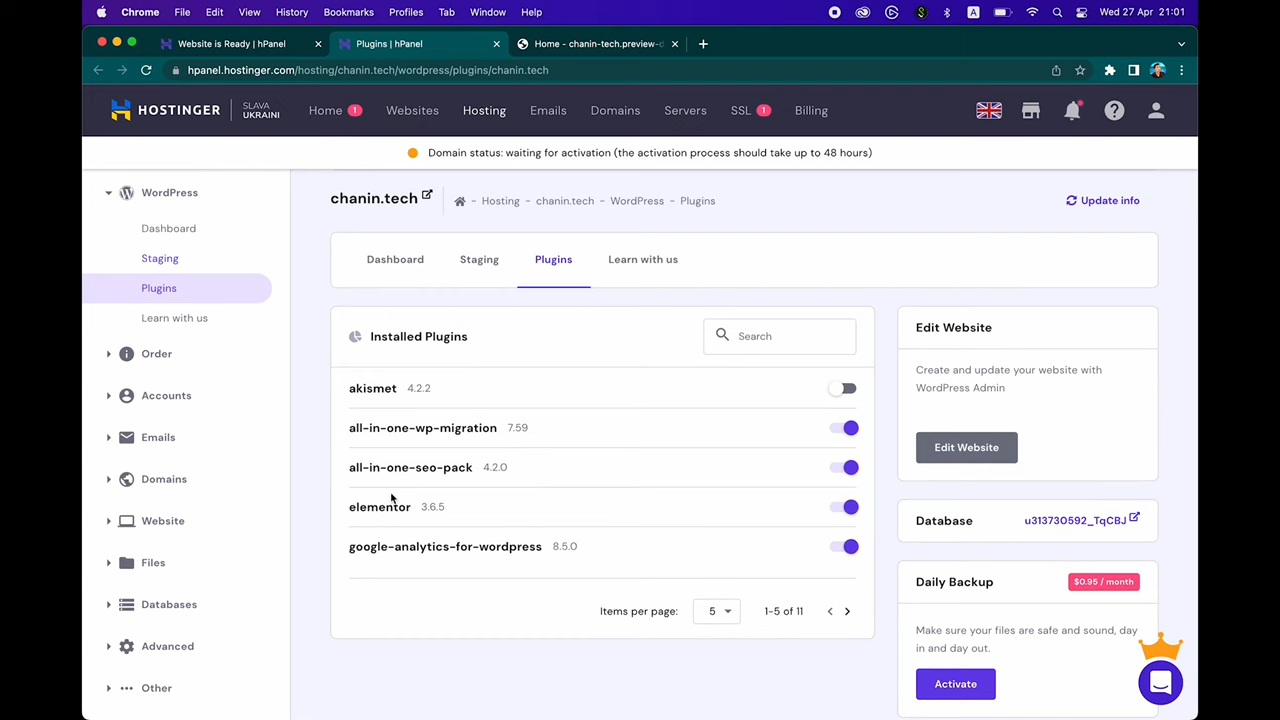 Chrome File Edit View History Bookmarks Profiles Tab Window Help A Wed 27 Apr 21:01
Website is Ready | hPanel Plugins | hPanel Home - chanin-tech.preview-d
hpanel.hostinger.com/hosting/chanin.tech/wordpress/plugins/chanin.tech
HOSTINGER SLAVA UKRAINI Home 1 Websites Hosting Emails Domains Servers SSL 1 Billing
Domain status: waiting for activation (the activation process should take up to 48 hours)
WordPress
Dashboard
Staging
Plugins
Learn with us
Order
Accounts
Emails
Domains
Website
Files
Databases
Advanced
Other
chanin.tech - Hosting - chanin.tech - WordPress - Plugins Update info
Dashboard Staging Plugins Learn with us
Installed Plugins Search
akismet 4.2.2
all-in-one-wp-migration 7.59
all-in-one-seo-pack 4.2.0
elementor 3.6.5
google-analytics-for-wordpress 8.5.0
Items per page: 5 1-5 of 11
Edit Website
Create and update your website with
WordPress Admin
Edit Website
Database u313730592_TqCBJ
Daily Backup $0.95 / month
Make sure your files are safe and sound, day
in and day out.
Activate